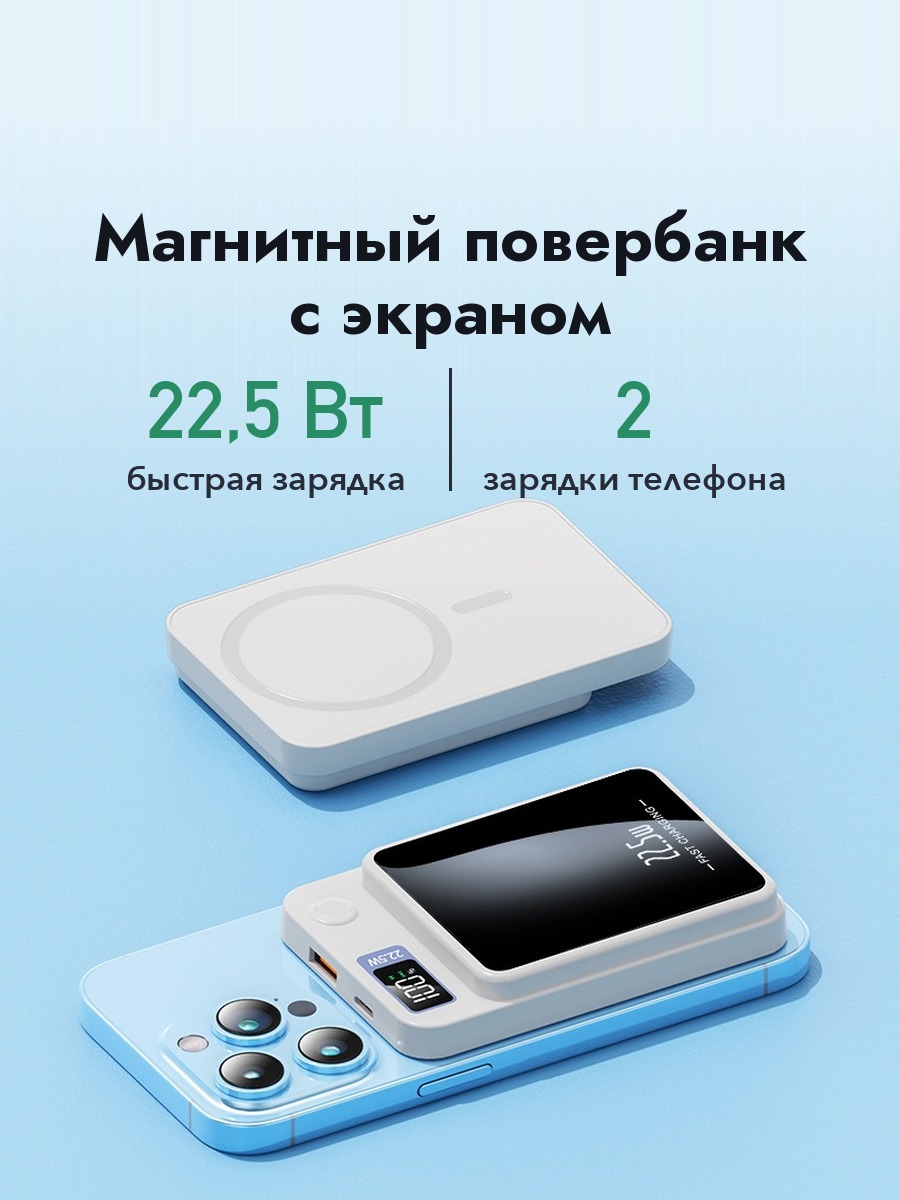 Магнитный повербанк
с экраном
22,5 Вт
быстрая зарядка
2
зарядки телефона
FAST CHARGING
22.5W
22.5W
100%